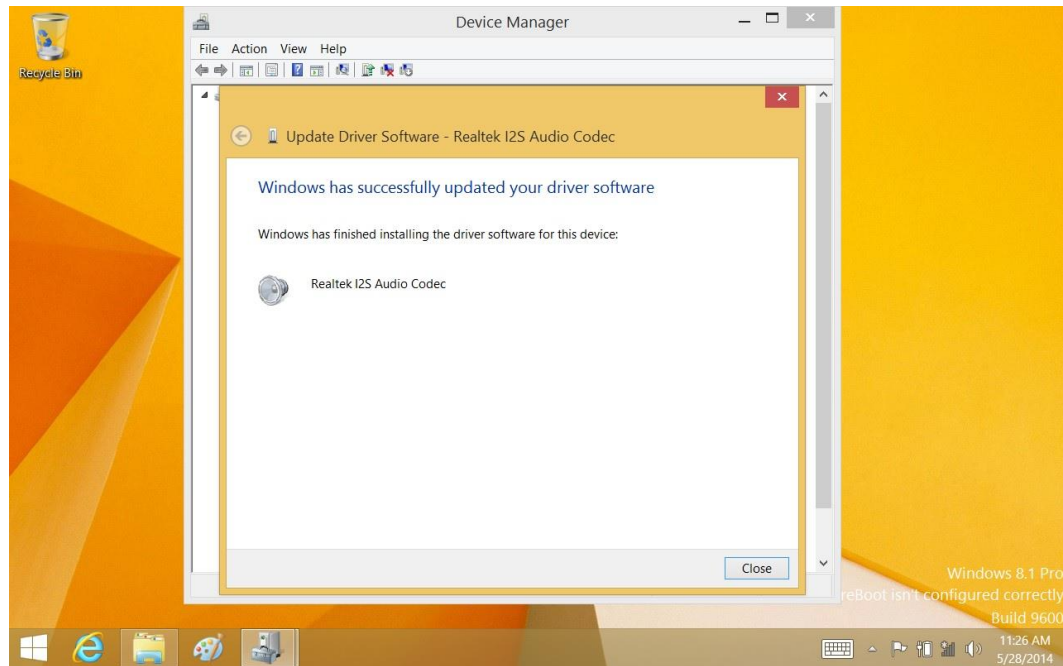 Recycle Bin
Device Manager
File Action View Help
Update Driver Software - Realtek I2S Audio Codec
Windows has successfully updated your driver software
Windows has finished installing the driver software for this device:
Realtek I2S Audio Codec
Close
Windows 8.1 Pro
reBoot isn't configured correctly
Build 9600
11:26 AM
5/28/2014